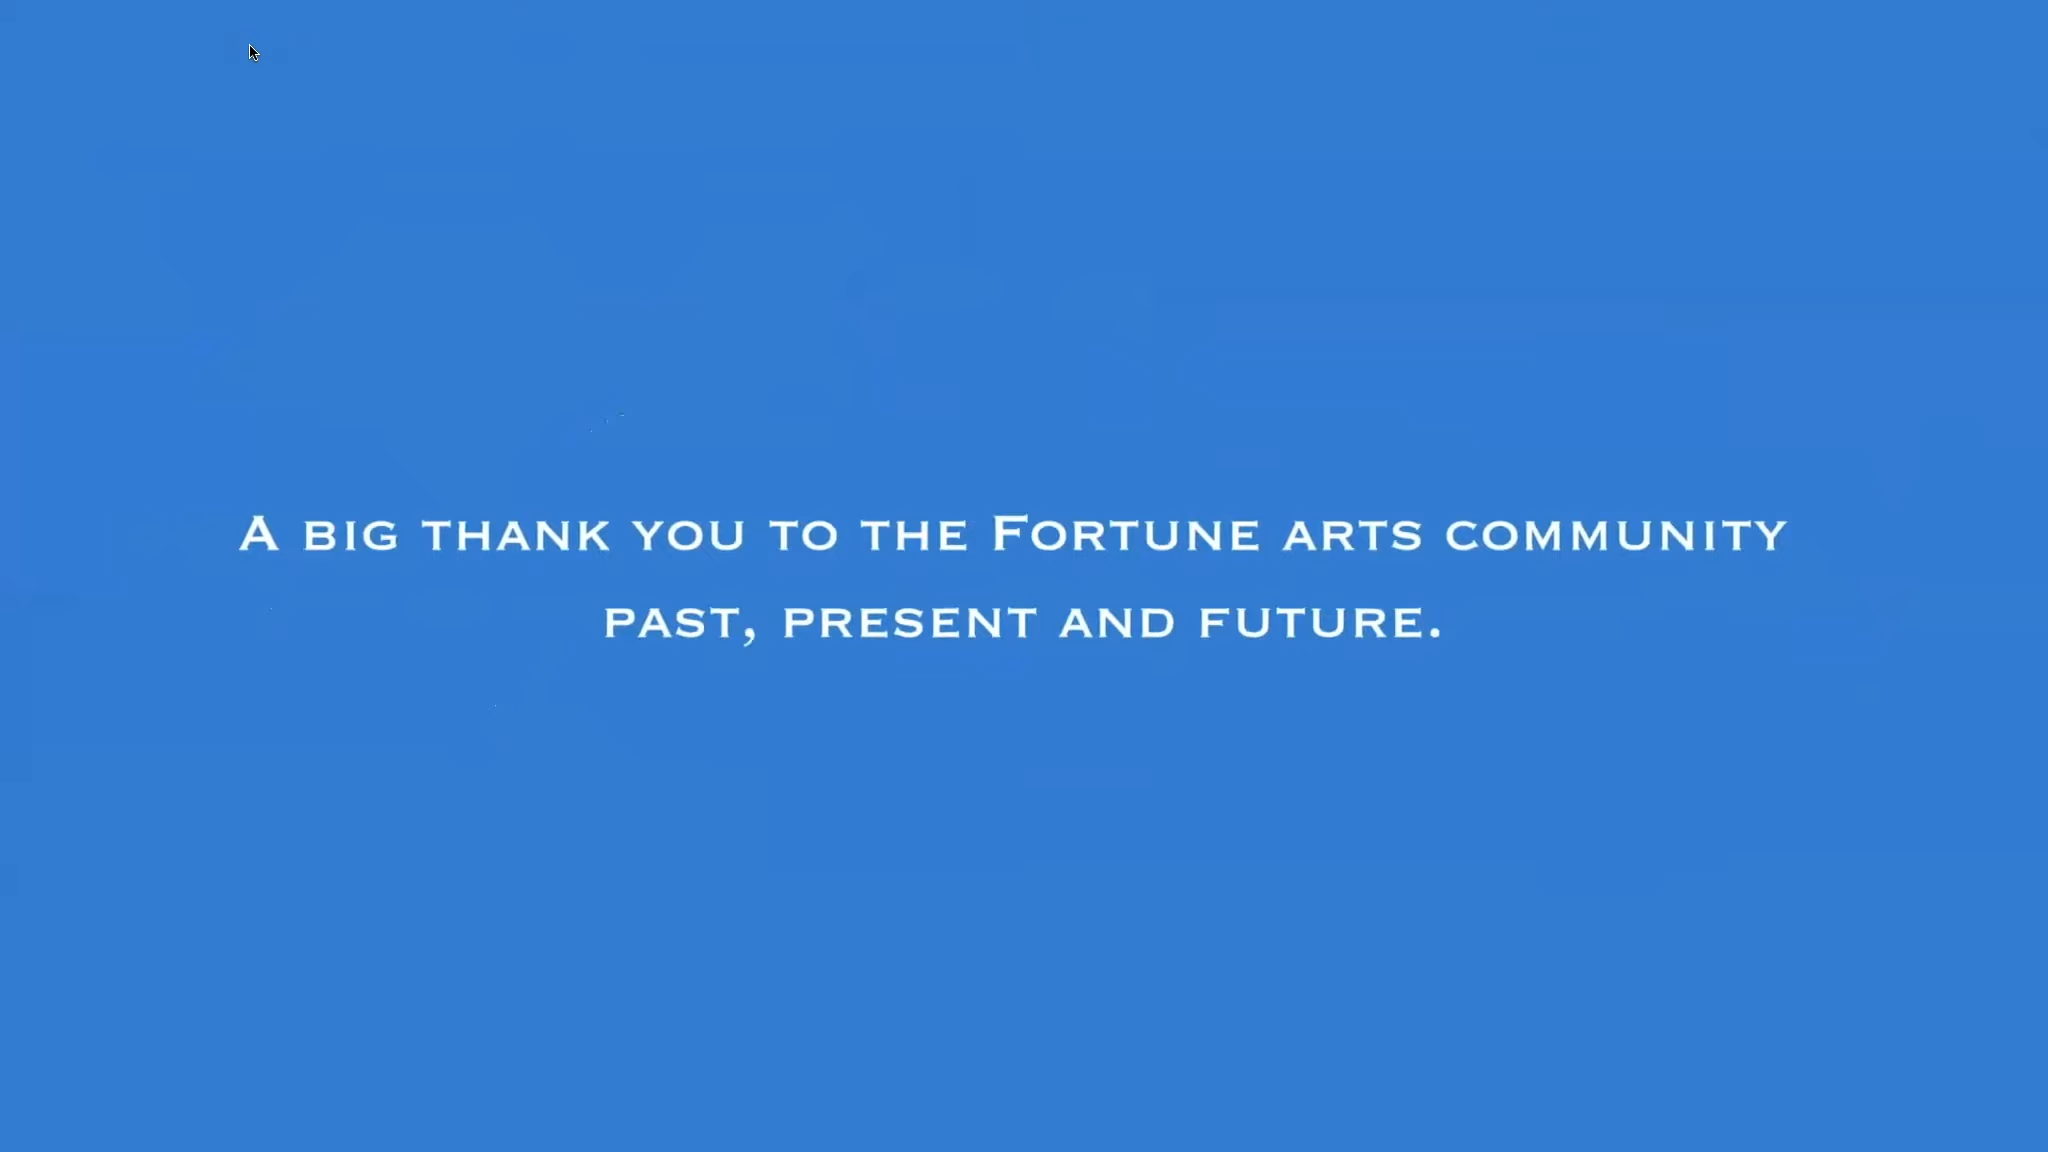 A big thank you to the Fortune arts community
past, present and future.